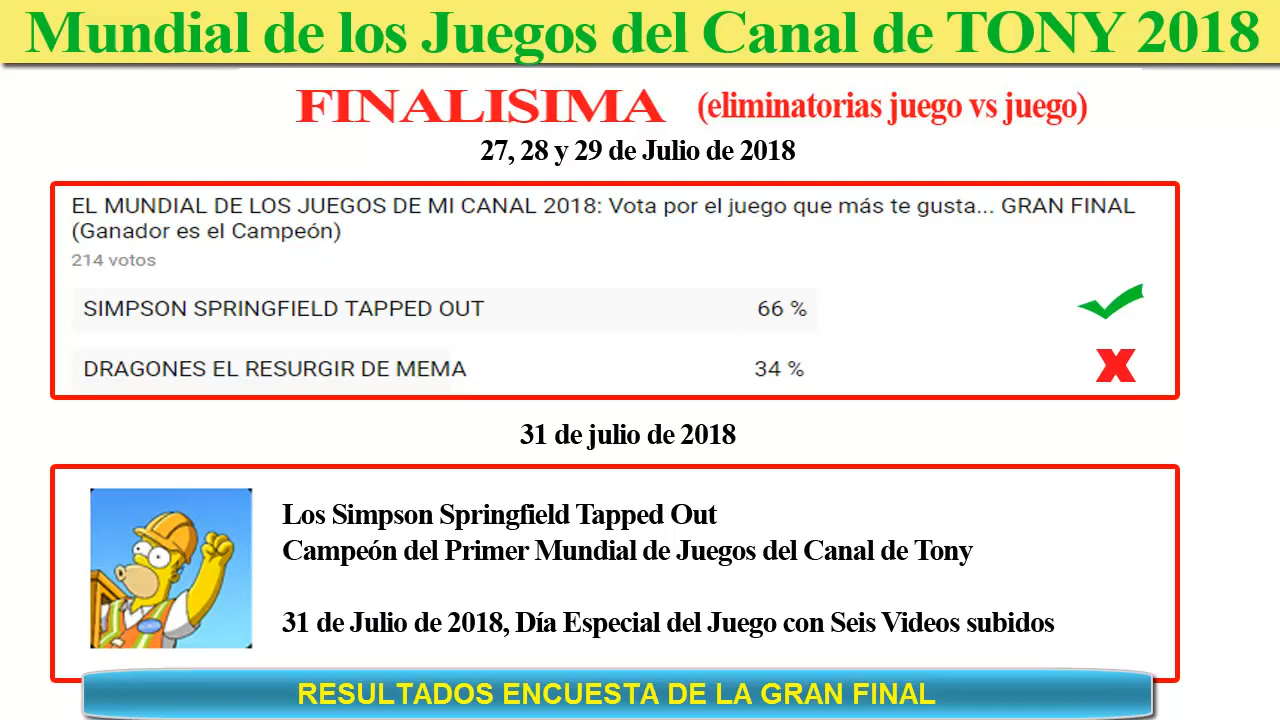 Mundial de los Juegos del Canal de TONY 2018
FINALISIMA (eliminatorias juego vs juego)
27, 28 y 29 de Julio de 2018
EL MUNDIAL DE LOS JUEGOS DE MI CANAL 2018: Vota por el juego que más te gusta... GRAN FINAL
(Ganador es el Campeón)
214 votos
SIMPSON SPRINGFIELD TAPPED OUT 66 %
DRAGONES EL RESURGIR DE MEMA 34 %
31 de julio de 2018
Los Simpson Springfield Tapped Out
Campeón del Primer Mundial de Juegos del Canal de Tony
31 de Julio de 2018, Día Especial del Juego con Seis Videos subidos
RESULTADOS ENCUESTA DE LA GRAN FINAL